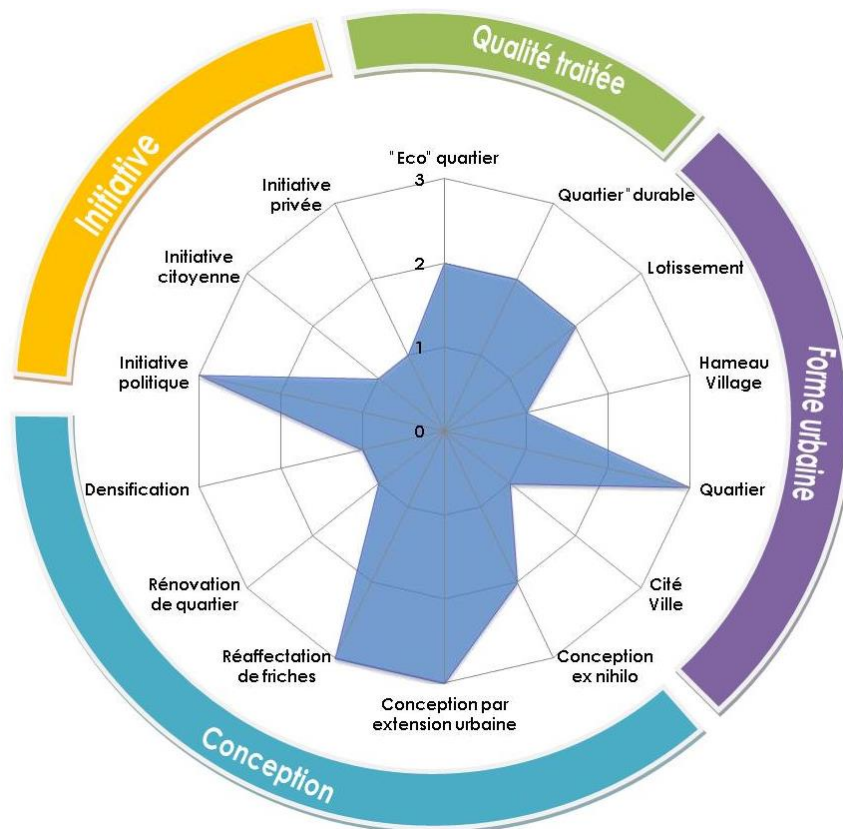 Qualité traitée
Initiative
Forme urbaine
Conception
"Eco" quartier
Quartier"durable
Lotissement
Hameau
Village
Quartier
Cité
Ville
Conception
ex nihilo
Conception par
extension urbaine
Réaffectation
de friches
Rénovation
de quartier
Densification
Initiative
politique
Initiative
citoyenne
Initiative
privée
3
2
1
0